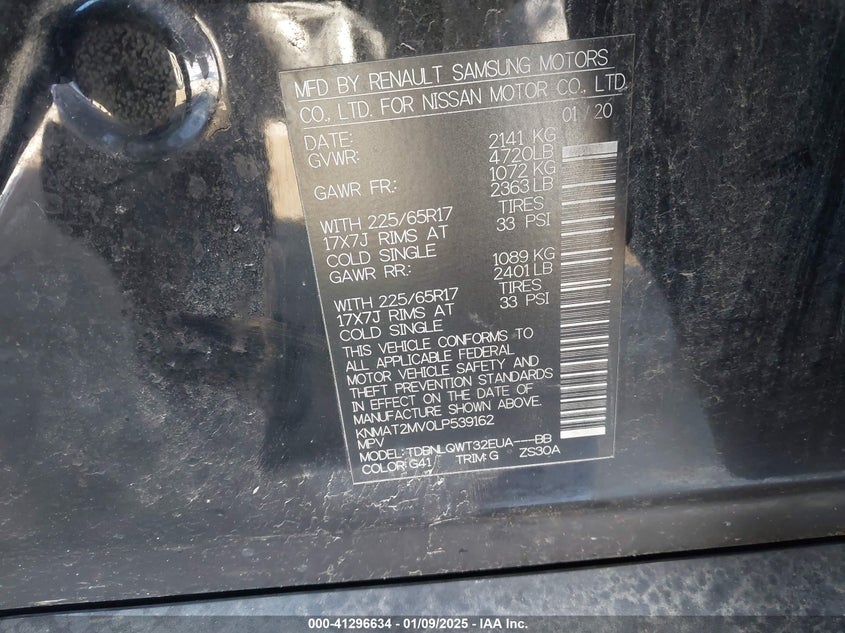 MFD BY RENAULT SAMSUNG MOTORS
CO., LTD. FOR NISSAN MOTOR CO., LTD.
DATE: 01/20
GVWR: 2141 KG
4720LB
GAWR FR.: 1072 KG
2363LB
WITH 225/65R17 TIRES
17X7J RIMS AT 33 PSI
COLD SINGLE
GAWR RR.: 1089 KG
2401LB
WITH 225/65R17 TIRES
17X7J RIMS AT 33 PSI
COLD SINGLE
THIS VEHICLE CONFORMS TO
ALL APPLICABLE FEDERAL
MOTOR VEHICLE SAFETY AND
THEFT PREVENTION STANDARDS
IN EFFECT ON THE DATE OF
MANUFACTURE SHOWN ABOVE.
KNMAT2MV0LP539162
MPV
MODEL:TDBNLQWT32EUA----BB
COLOR:G41 TRIM:G ZS30A
000-41296634 / 01/09/2025 - IAA Inc.